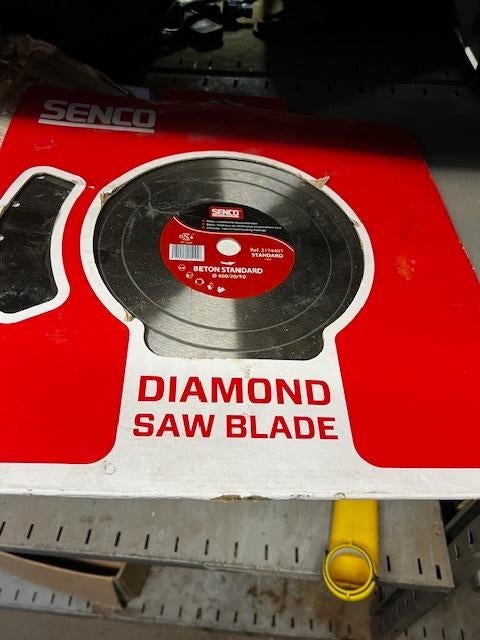 SENCO
SENCO
Ref. 2174401
STANDARD
BETON STANDARD
Ø 400/20/10
DIAMOND
SAW BLADE